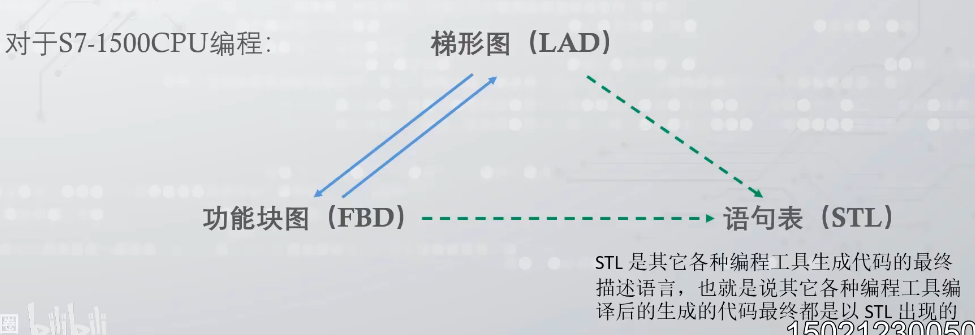 对于S7-1500CPU编程：
梯形图（LAD）
功能块图（FBD）
语句表（STL）
STL 是其它各种编程工具生成代码的最终
描述语言，也就是说其它各种编程工具编
译后的生成的代码最终都是以 STL 出现的
bilibili
15021230050